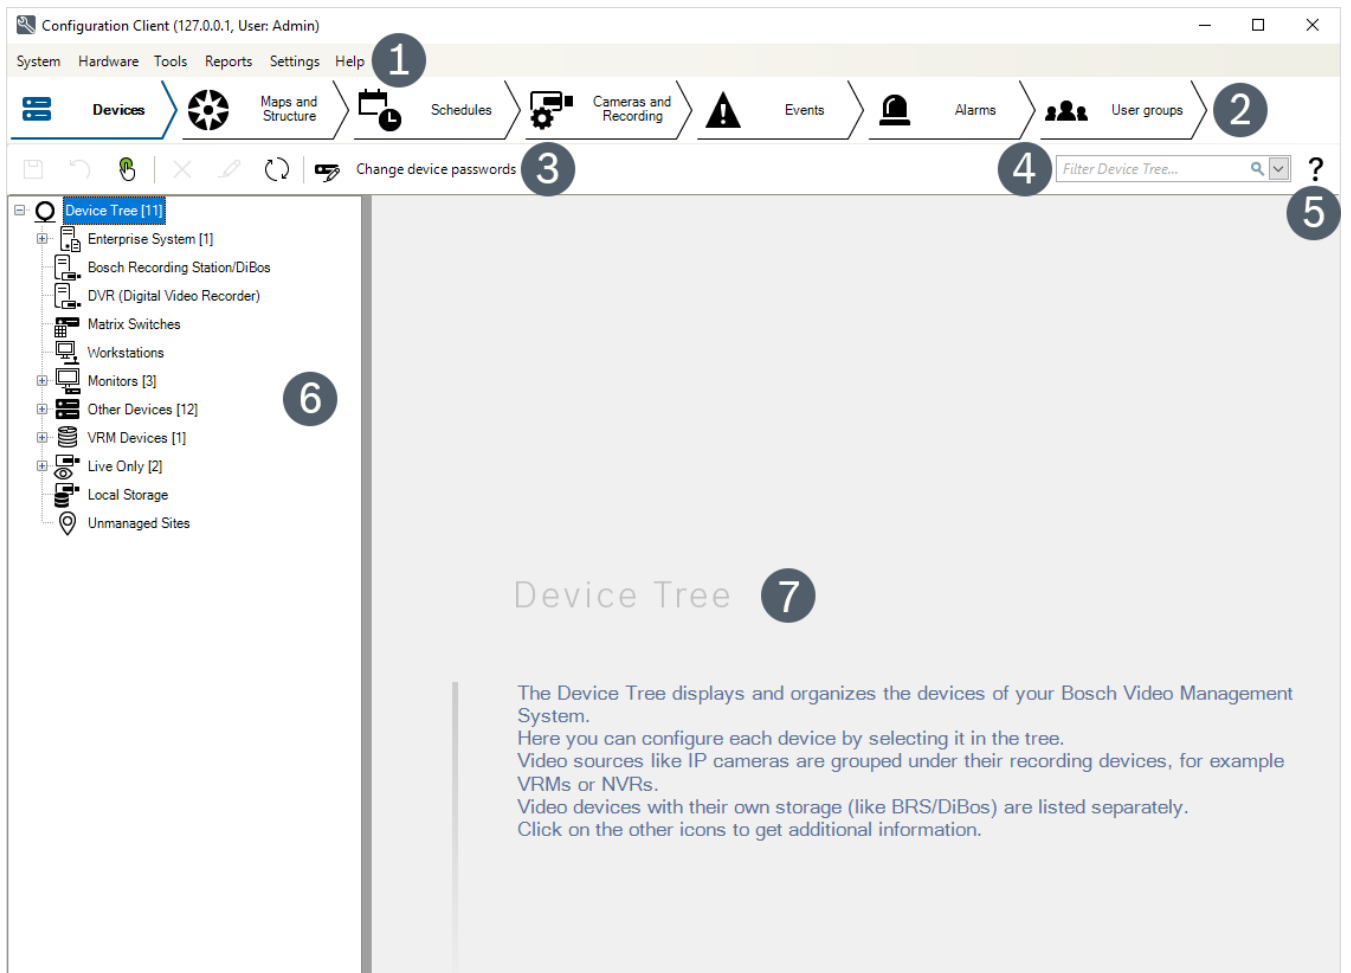 Configuration Client (127.0.0.1, User: Admin)
System Hardware Tools Reports Settings Help 1
Devices
Maps and
Structure
Schedules
Cameras and
Recording
Events
Alarms
User groups
2
Change device passwords 3
4
Filter Device Tree...
?
5
Device Tree [11]
Enterprise System [1]
Bosch Recording Station/DiBos
DVR (Digital Video Recorder)
Matrix Switches
Workstations
Monitors [3]
Other Devices [12]
VRM Devices [1]
Live Only [2]
Local Storage
Unmanaged Sites
6
Device Tree 7
The Device Tree displays and organizes the devices of your Bosch Video Management
System.
Here you can configure each device by selecting it in the tree.
Video sources like IP cameras are grouped under their recording devices, for example
VRMs or NVRs.
Video devices with their own storage (like BRS/DiBos) are listed separately.
Click on the other icons to get additional information.